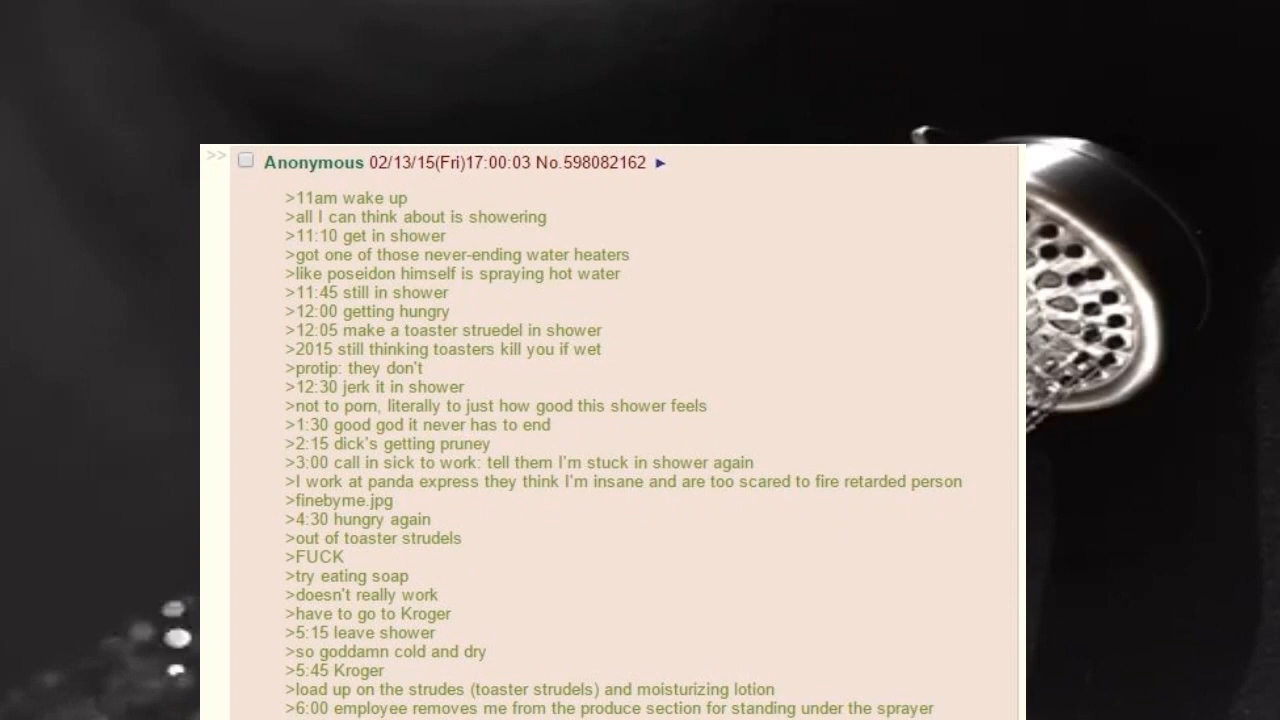 >> Anonymous 02/13/15(Fri)17:00:03 No.598082162 ►
>11am wake up
>all I can think about is showering
>11:10 get in shower
>got one of those never-ending water heaters
>like poseidon himself is spraying hot water
>11:45 still in shower
>12:00 getting hungry
>12:05 make a toaster struedel in shower
>2015 still thinking toasters kill you if wet
>protip: they don't
>12:30 jerk it in shower
>not to porn, literally to just how good this shower feels
>1:30 good god it never has to end
>2:15 dick's getting pruney
>3:00 call in sick to work: tell them I'm stuck in shower again
>I work at panda express they think I'm insane and are too scared to fire retarded person
>finebyme.jpg
>4:30 hungry again
>out of toaster strudels
>FUCK
>try eating soap
>doesn't really work
>have to go to Kroger
>5:15 leave shower
>so goddamn cold and dry
>5:45 Kroger
>load up on the strudes (toaster strudels) and moisturizing lotion
>6:00 employee removes me from the produce section for standing under the sprayer